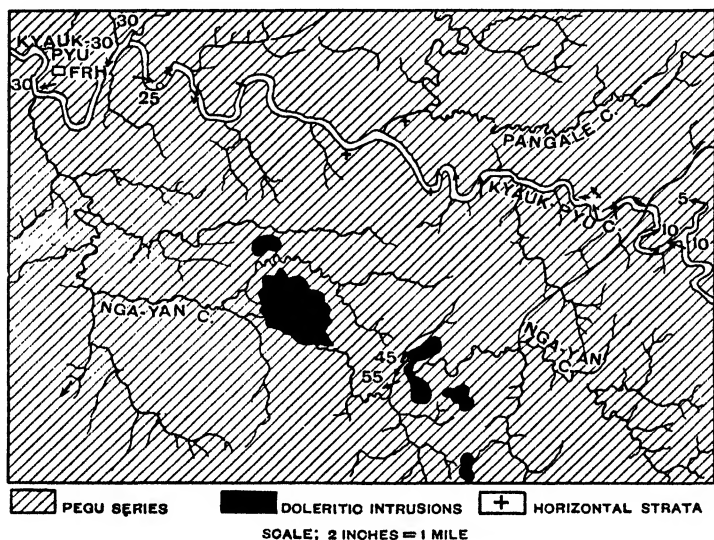 30
KYAUK-30
PYU
FRH
30
25
PANGALE C.
KYAUK-PYU C.
5
10
10
NGA-YAN C.
NGA-YAN C.
45
55
PEGU SERIES
DOLERITIC INTRUSIONS
+ HORIZONTAL STRATA
SCALE: 2 INCHES = 1 MILE